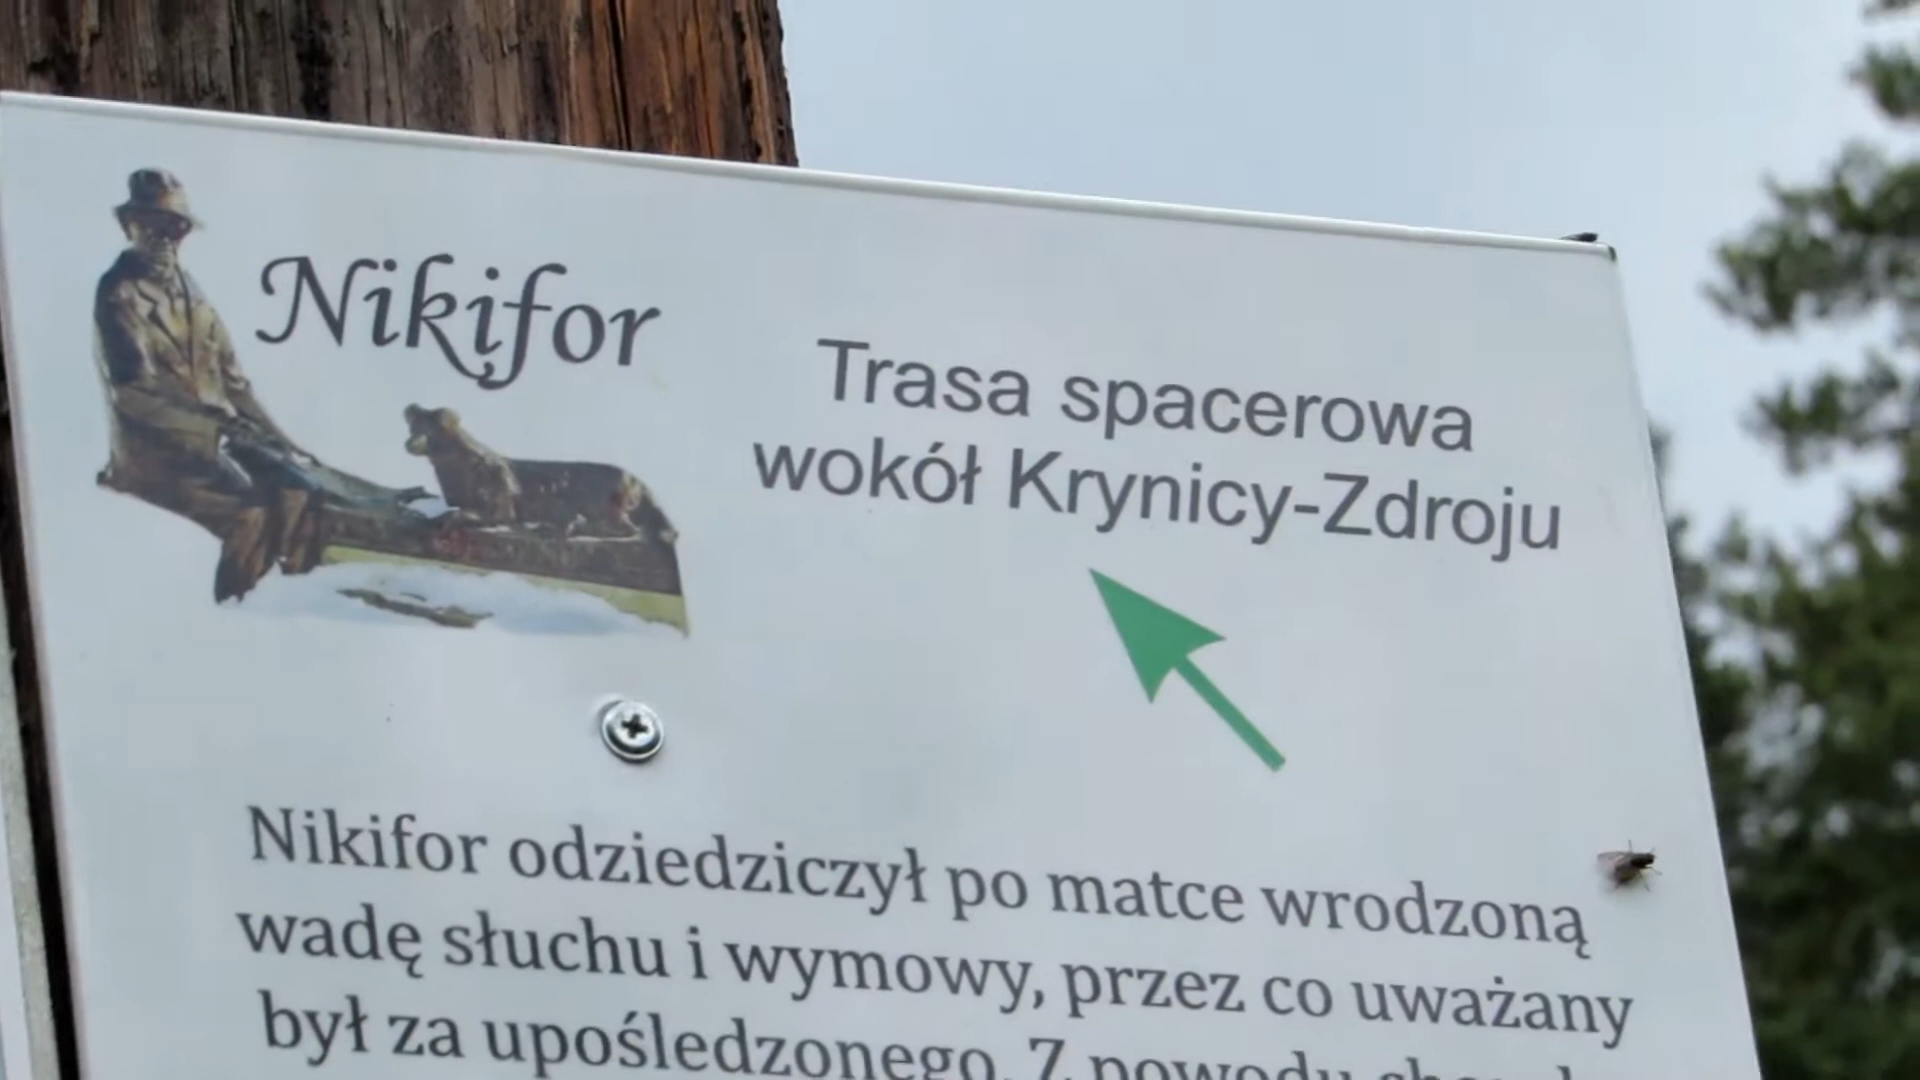 Nikifor
Trasa spacerowa
wokół Krynicy-Zdroju
Nikifor odziedziczył po matce wrodzoną
wadę słuchu i wymowy, przez co uważany
był za upośledzonego. Z powodu